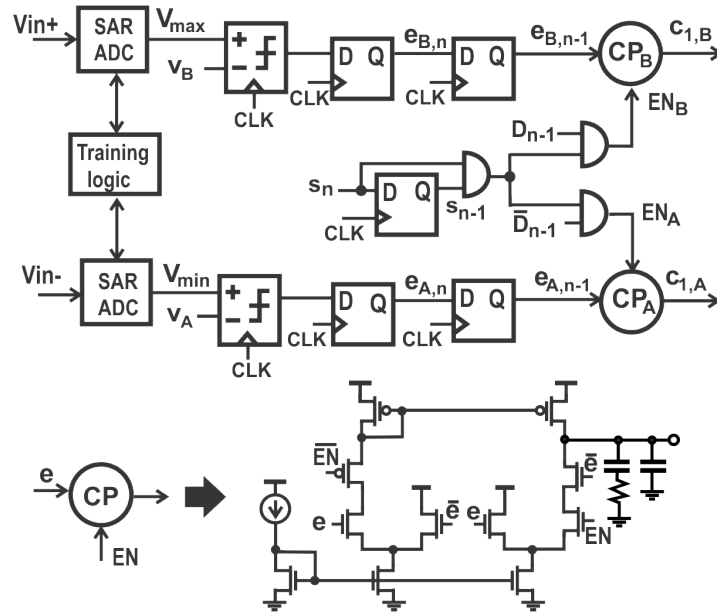 Vin+
SAR
ADC
Vmax
+
−
vB
CLK
D Q
CLK
eB,n
D Q
CLK
eB,n-1
CPB
c1,B
ENB
Training
logic
sn
D Q
CLK
sn-1
Dn-1
D̅n-1
ENA
Vin-
SAR
ADC
Vmin
+
−
vA
CLK
D Q
CLK
eA,n
D Q
CLK
eA,n-1
CPA
c1,A
e
CP
EN
E̅N̅
e
e̅
e
e̅
EN